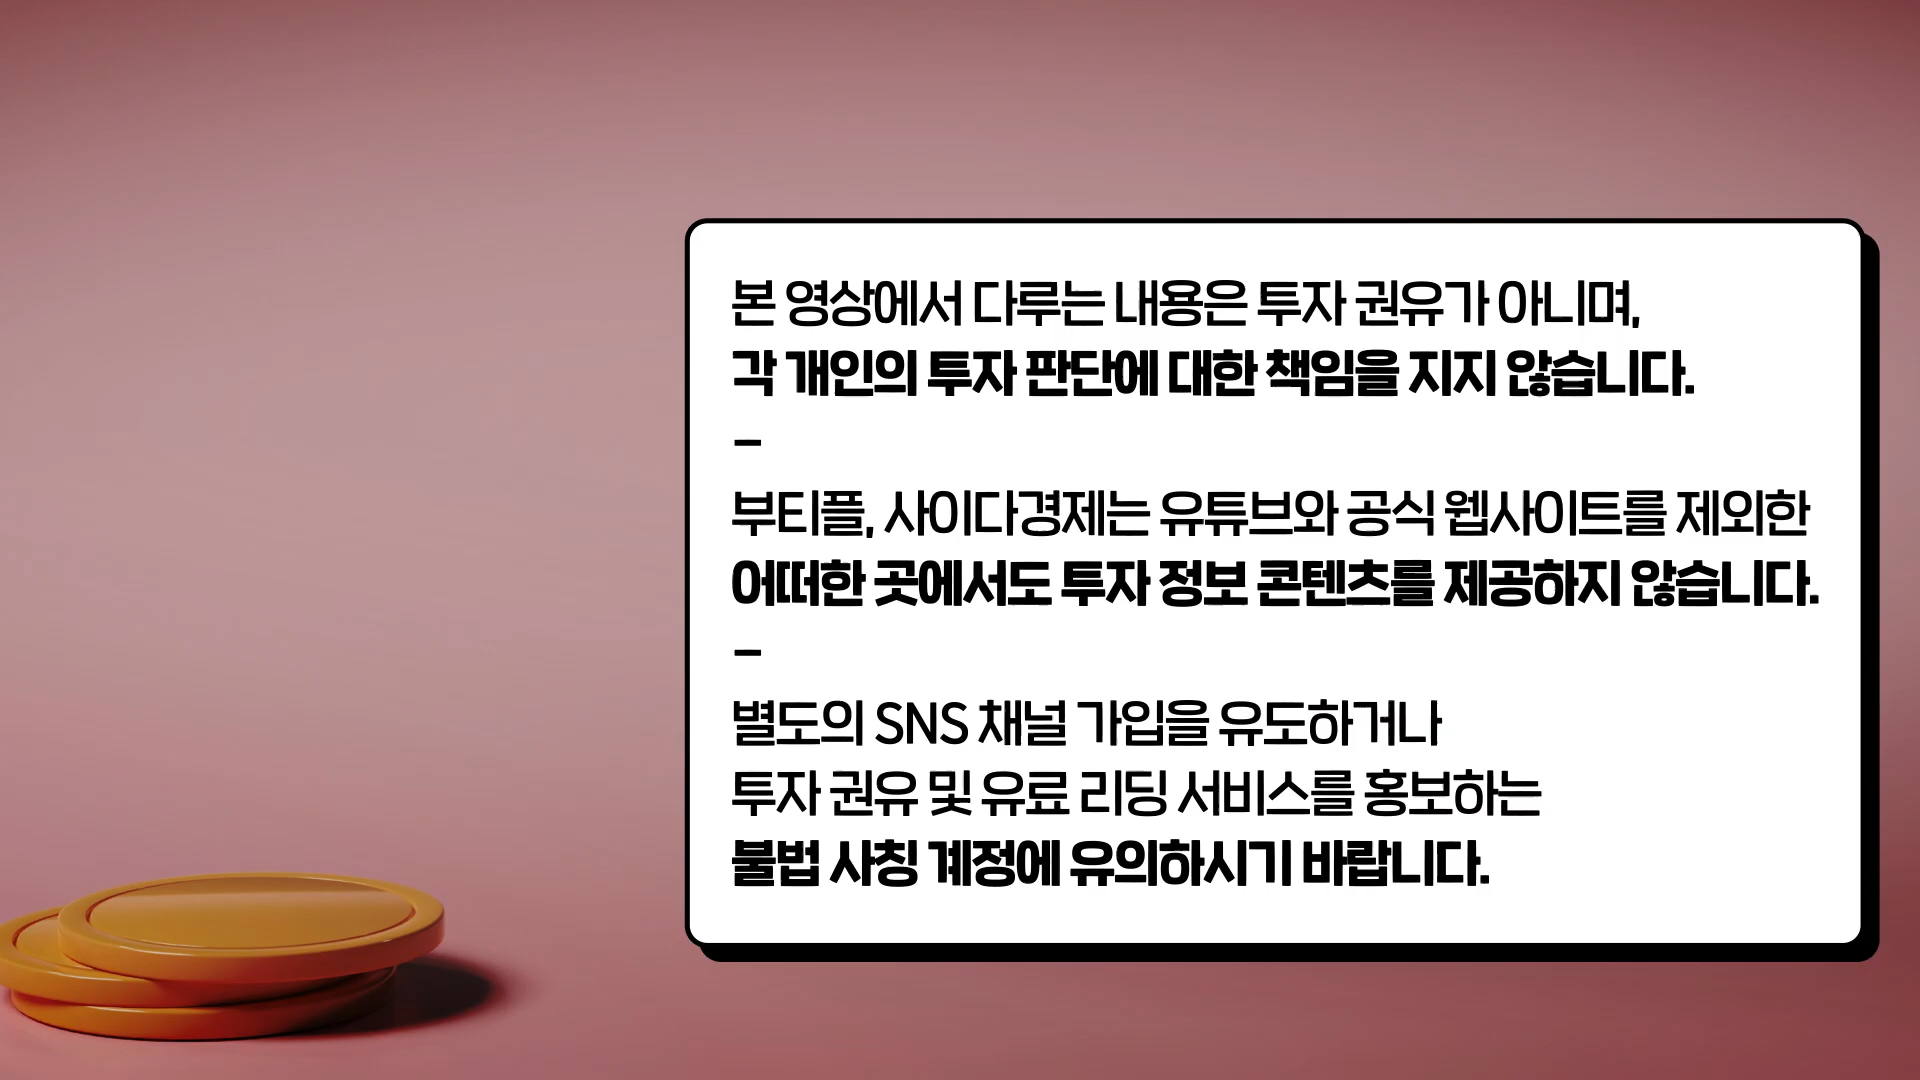 본 영상에서 다루는 내용은 투자 권유가 아니며,
각 개인의 투자 판단에 대한 책임을 지지 않습니다.
–
부티플, 사이다경제는 유튜브와 공식 웹사이트를 제외한
어떠한 곳에서도 투자 정보 콘텐츠를 제공하지 않습니다.
–
별도의 SNS 채널 가입을 유도하거나
투자 권유 및 유료 리딩 서비스를 홍보하는
불법 사칭 계정에 유의하시기 바랍니다.